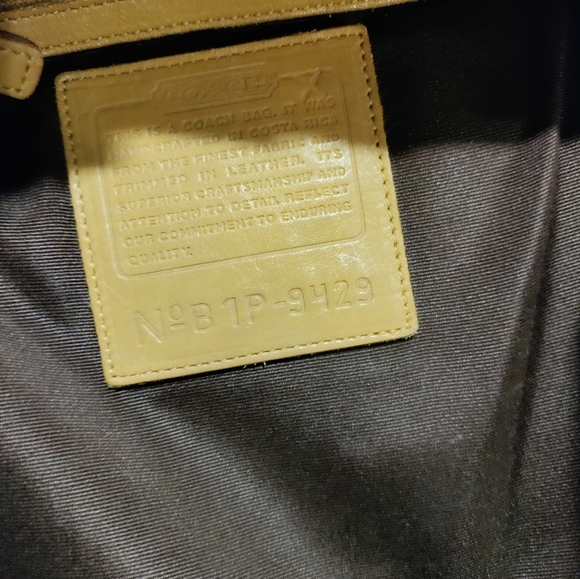 COACH
THIS IS A COACH BAG. IT WAS
HANDCRAFTED IN COSTA RICA
FROM THE FINEST FABRIC AND
TRIMMED IN LEATHER. ITS
SUPERIOR CRAFTSMANSHIP AND
ATTENTION TO DETAIL REFLECT
OUR COMMITMENT TO ENDURING
QUALITY.
Nº B1P-9429